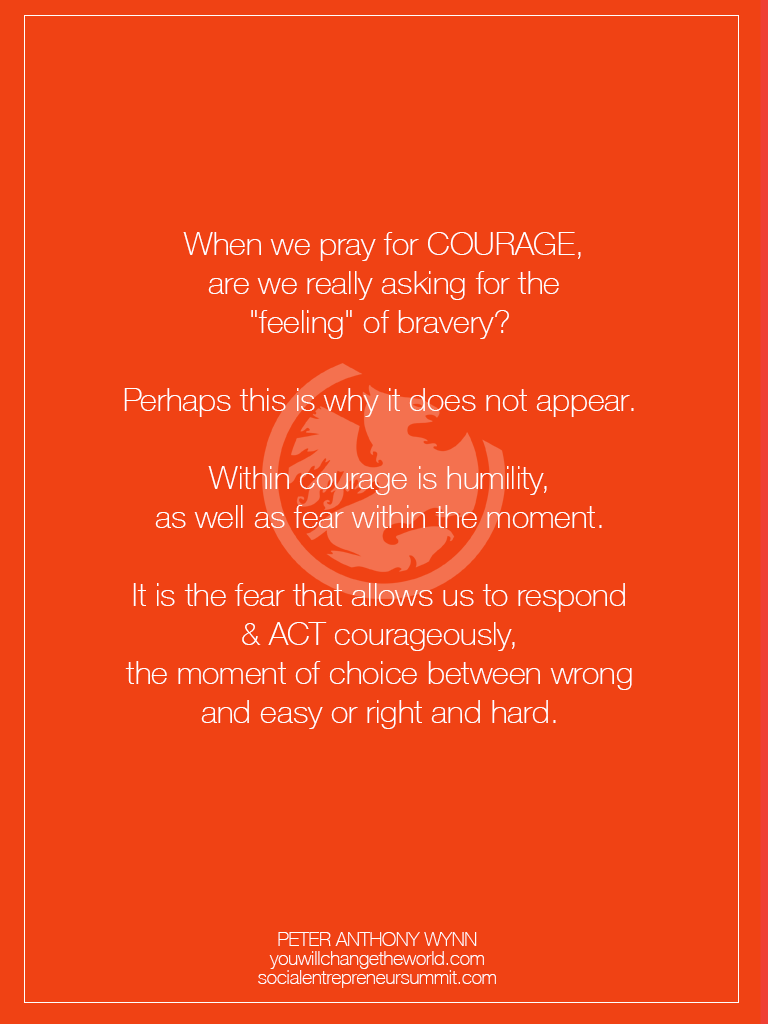 When we pray for COURAGE,
are we really asking for the
"feeling" of bravery?
Perhaps this is why it does not appear.
Within courage is humility,
as well as fear within the moment.
It is the fear that allows us to respond
& ACT courageously,
the moment of choice between wrong
and easy or right and hard.
PETER ANTHONY WYNN
youwillchangetheworld.com
socialentrepreneursummit.com